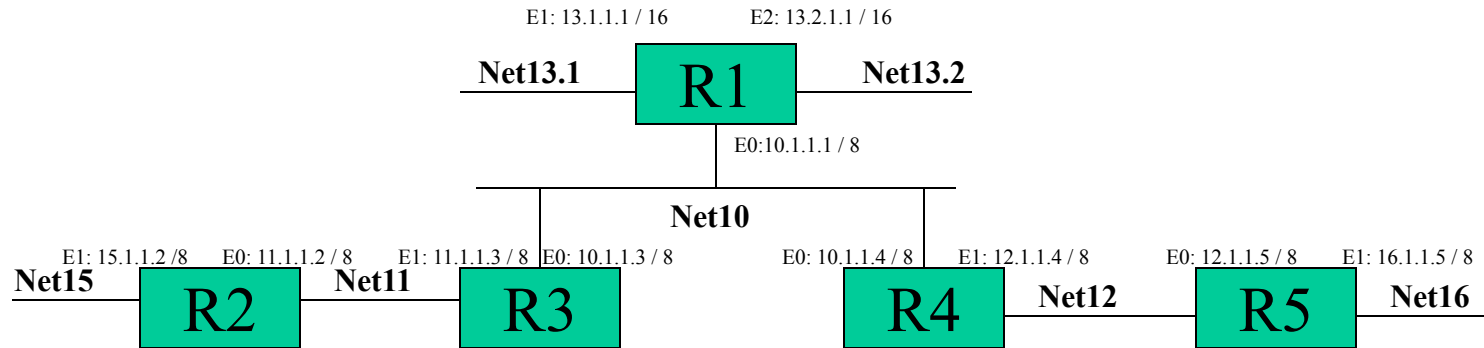 E1: 13.1.1.1 / 16 E2: 13.2.1.1 / 16
Net13.1 R1 Net13.2
E0:10.1.1.1 / 8
Net10
E1: 15.1.1.2 /8 E0: 11.1.1.2 / 8 E1: 11.1.1.3 / 8 E0: 10.1.1.3 / 8 E0: 10.1.1.4 / 8 E1: 12.1.1.4 / 8 E0: 12.1.1.5 / 8 E1: 16.1.1.5 / 8
Net15 R2 Net11 R3 R4 Net12 R5 Net16